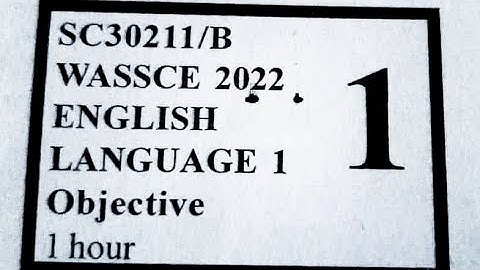 SC30211/B
WASSCE 2022
ENGLISH
LANGUAGE 1
Objective
1 hour
1